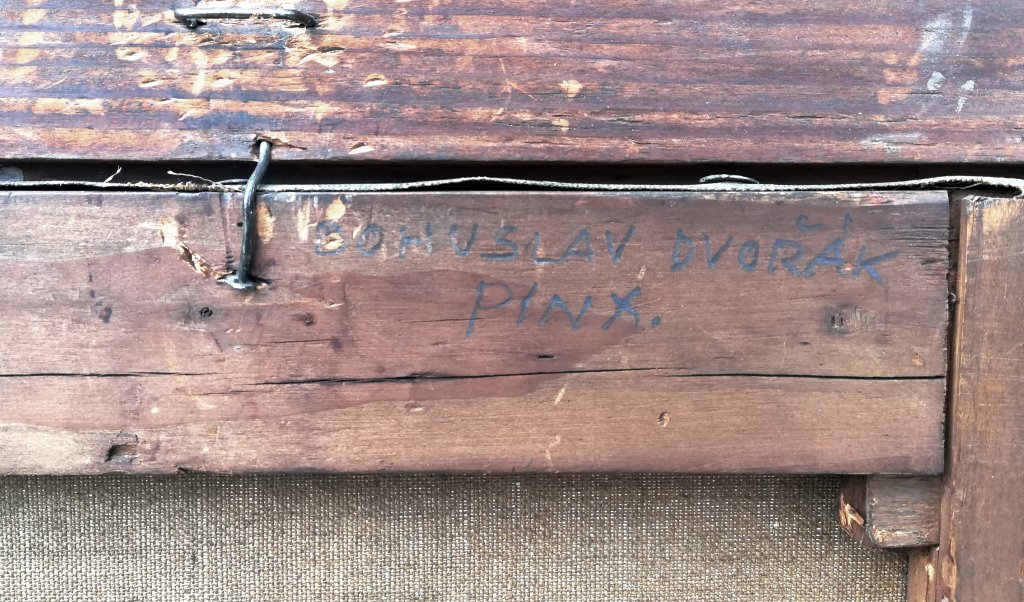 BOHUSLAV DVOŘÁK
PINX.